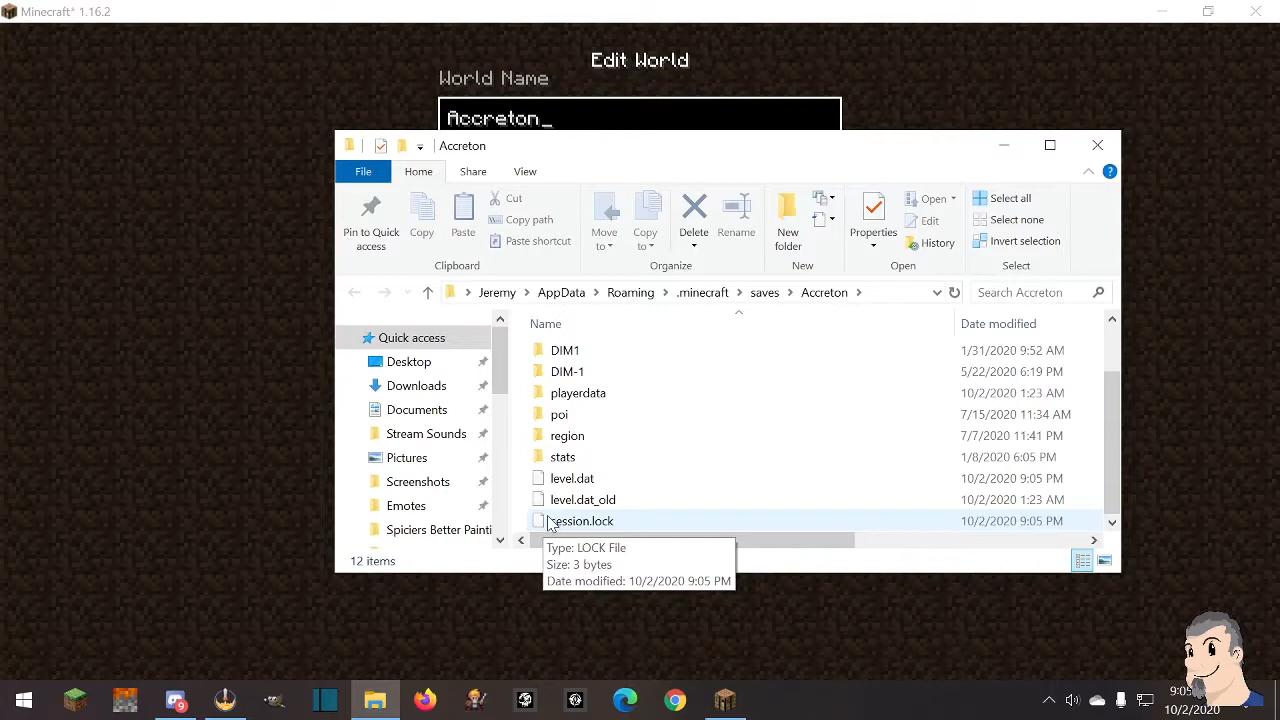 Minecraft* 1.16.2
Edit World
World Name
Accreton_
Accreton
File Home Share View
Pin to Quick access
Copy
Paste
Cut
Copy path
Paste shortcut
Clipboard
Move to
Copy to
Delete
Rename
Organize
New folder
New
Properties
Open
Edit
History
Open
Select all
Select none
Invert selection
Select
Jeremy > AppData > Roaming > .minecraft > saves > Accreton >
Search Accreton
Name Date modified
Quick access
Desktop
Downloads
Documents
Stream Sounds
Pictures
Screenshots
Emotes
Spiciers Better Painti
DIM1 1/31/2020 9:52 AM
DIM-1 5/22/2020 6:19 PM
playerdata 10/2/2020 1:23 AM
poi 7/15/2020 11:34 AM
region 7/7/2020 11:41 PM
stats 1/8/2020 6:05 PM
level.dat 10/2/2020 9:05 PM
level.dat_old 10/2/2020 1:23 AM
session.lock 10/2/2020 9:05 PM
Type: LOCK File
Size: 3 bytes
Date modified: 10/2/2020 9:05 PM
12 items
9
10/2/2020